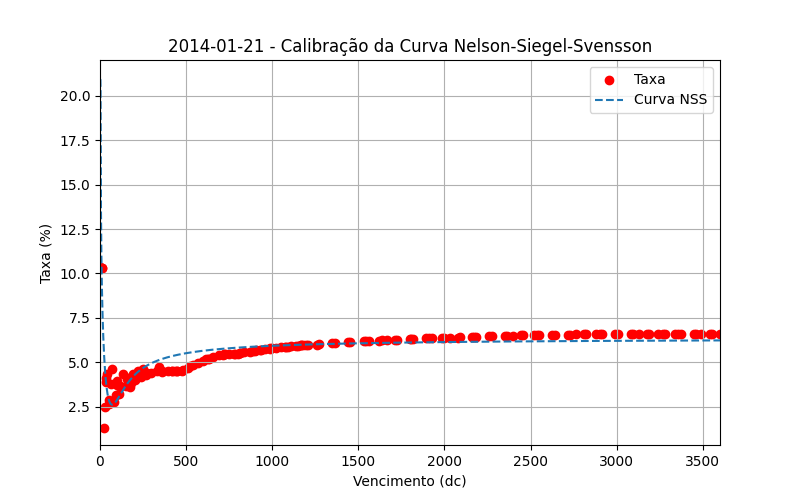 2014-01-21 - Calibração da Curva Nelson-Siegel-Svensson
Taxa
Curva NSS
Taxa (%)
20.0
17.5
15.0
12.5
10.0
7.5
5.0
2.5
0 500 1000 1500 2000 2500 3000 3500
Vencimento (dc)